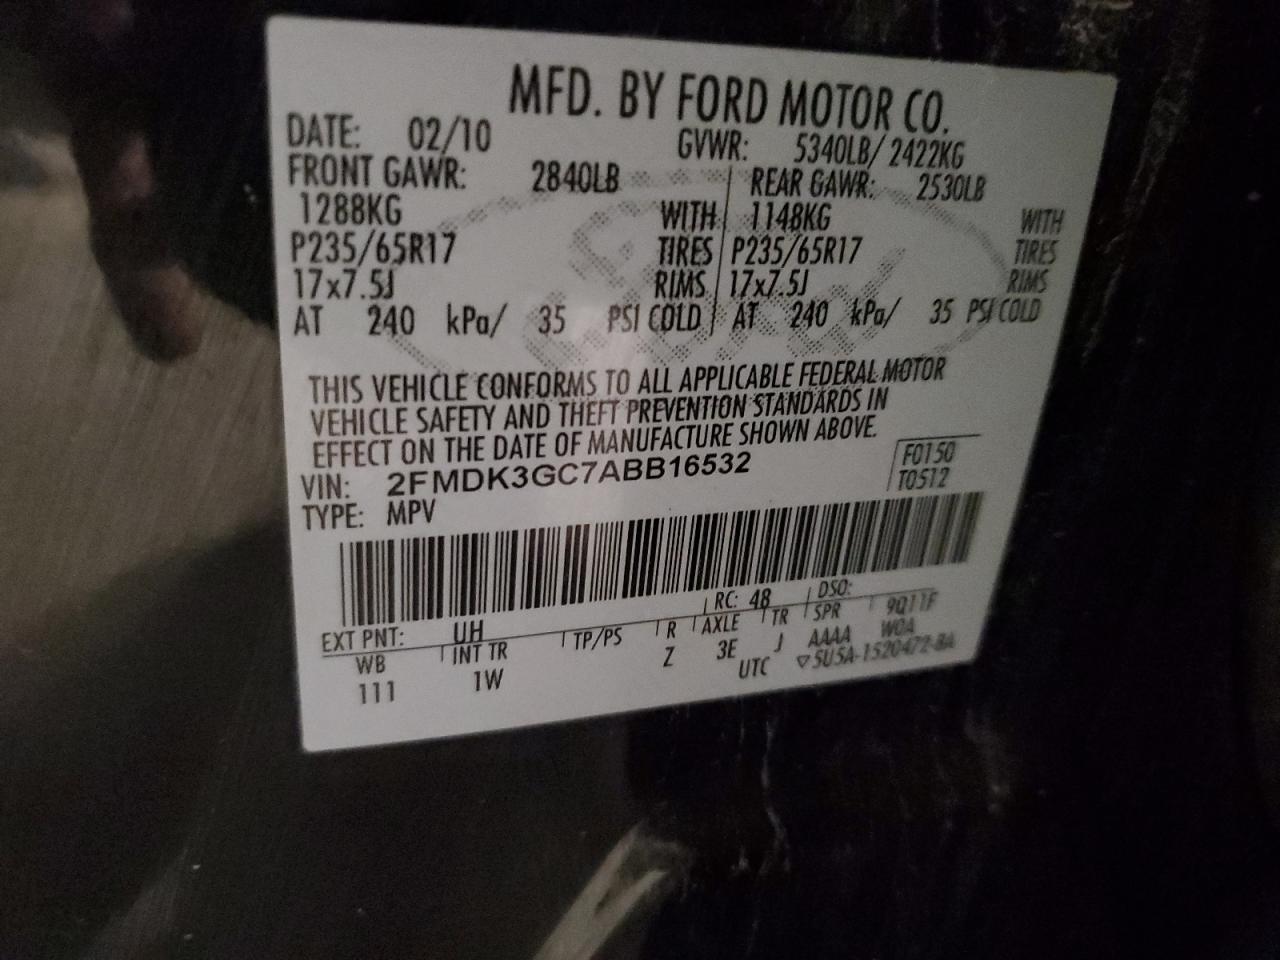 MFD. BY FORD MOTOR CO.
DATE: 02/10 GVWR: 5340LB/ 2422KG
FRONT GAWR: 2840LB REAR GAWR: 2530LB
1288KG WITH 1148KG WITH
P235/65R17 TIRES P235/65R17 TIRES
17x7.5J RIMS 17x7.5J RIMS
AT 240 kPa/ 35 PSI COLD AT 240 kPa/ 35 PSI COLD
THIS VEHICLE CONFORMS TO ALL APPLICABLE FEDERAL MOTOR
VEHICLE SAFETY AND THEFT PREVENTION STANDARDS IN
EFFECT ON THE DATE OF MANUFACTURE SHOWN ABOVE.
VIN: 2FMDK3GC7ABB16532 F0150
TYPE: MPV T0512
RC: 48 DSO:
EXT PNT: UH
WB INT TR TP/PS R AXLE TR SPR 9Q11F
111 1W Z 3E J AAAA WOA
UTC ▽5U5A-1520472-BA